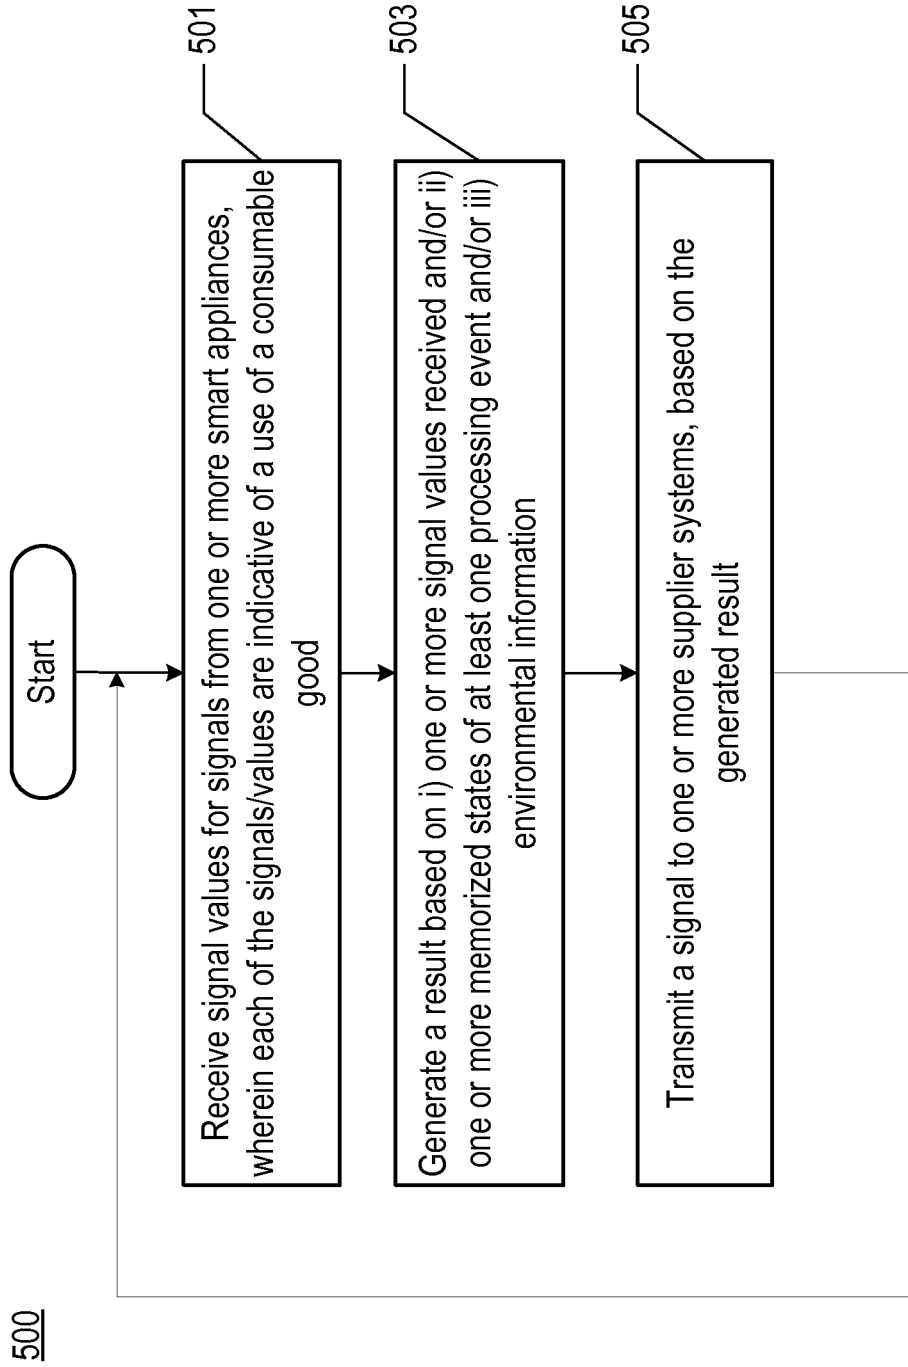 500
Start
501
Receive signal values for signals from one or more smart appliances,
wherein each of the signals/values are indicative of a use of a consumable
good
503
Generate a result based on i) one or more signal values received and/or ii)
one or more memorized states of at least one processing event and/or iii)
environmental information
505
Transmit a signal to one or more supplier systems, based on the
generated result